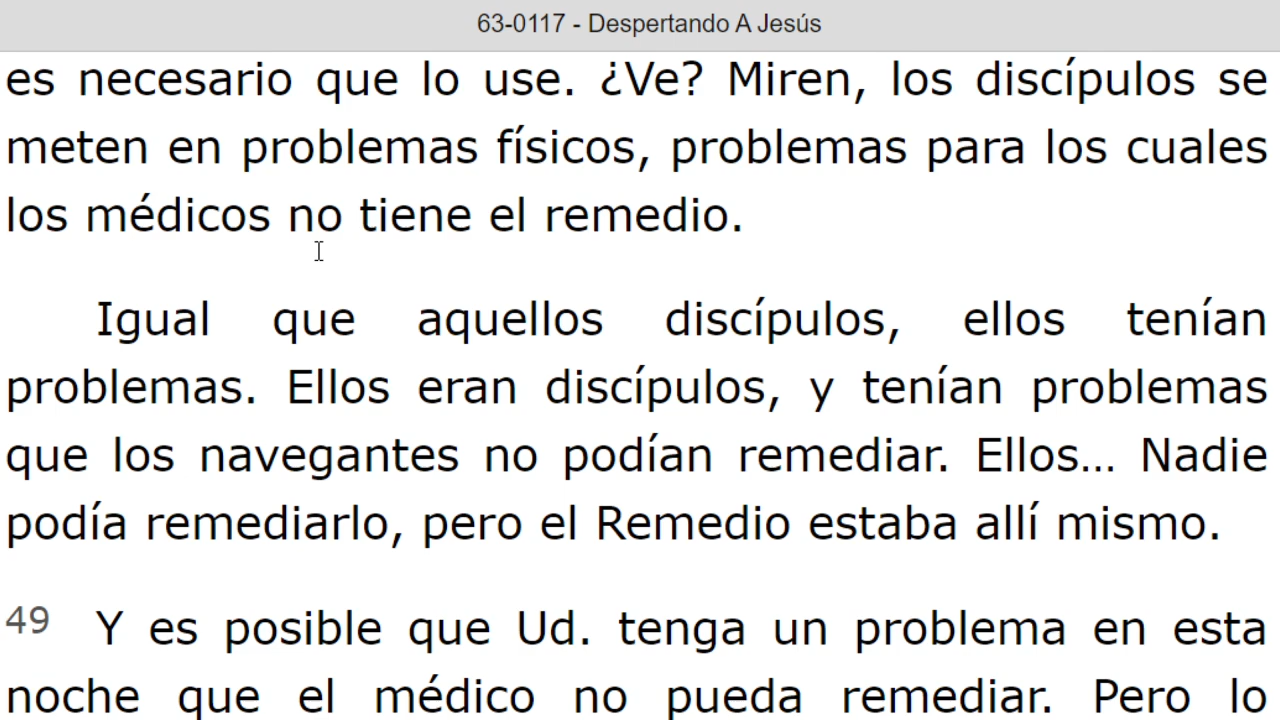 63-0117 - Despertando A Jesús
es necesario que lo use. ¿Ve? Miren, los discípulos se
meten en problemas físicos, problemas para los cuales
los médicos no tiene el remedio.
Igual que aquellos discípulos, ellos tenían
problemas. Ellos eran discípulos, y tenían problemas
que los navegantes no podían remediar. Ellos… Nadie
podía remediarlo, pero el Remedio estaba allí mismo.
49 Y es posible que Ud. tenga un problema en esta
noche que el médico no pueda remediar. Pero lo